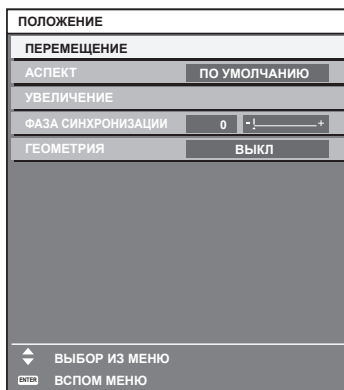 ПОЛОЖЕНИЕ
ПЕРЕМЕЩЕНИЕ
АСПЕКТ ПО УМОЛЧАНИЮ
УВЕЛИЧЕНИЕ
ФАЗА СИНХРОНИЗАЦИИ 0 - +
ГЕОМЕТРИЯ ВЫКЛ
ВЫБОР ИЗ МЕНЮ
ENTER ВСПОМ МЕНЮ